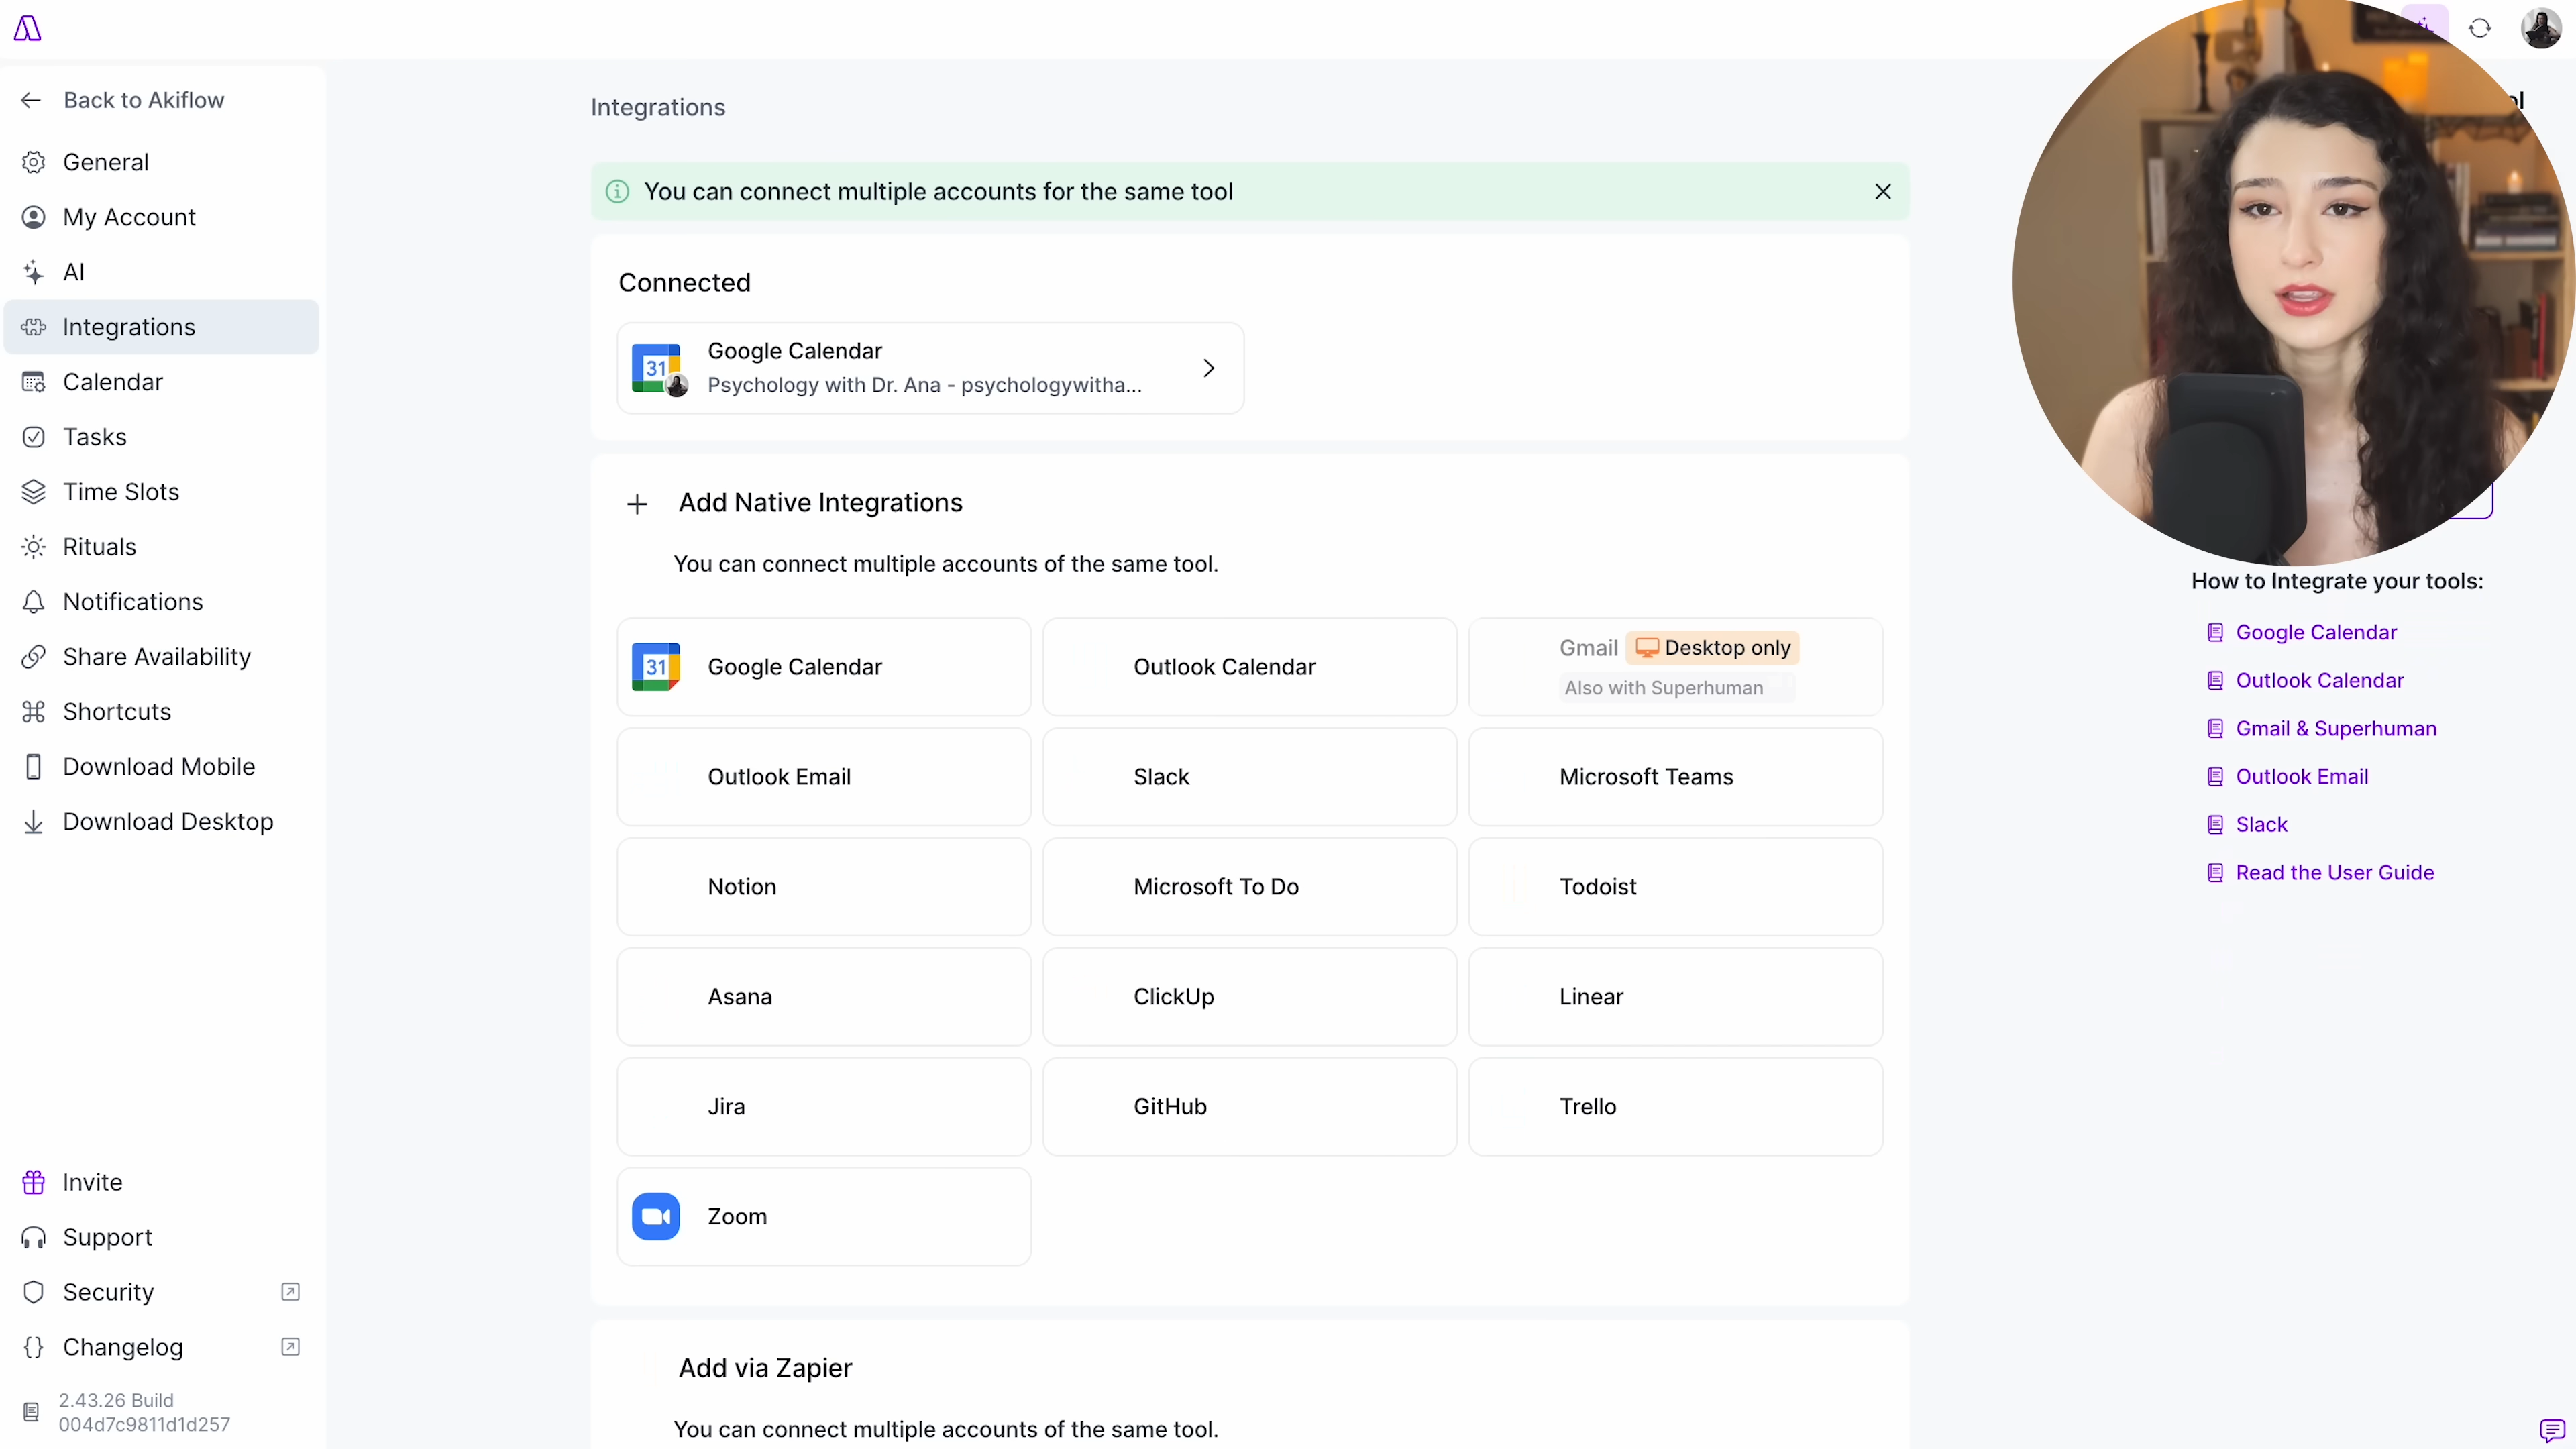 Back to Akiflow
General
My Account
AI
Integrations
Calendar
Tasks
Time Slots
Rituals
Notifications
Share Availability
Shortcuts
Download Mobile
Download Desktop
Invite
Support
Security
Changelog
2.43.26 Build
004d7c9811d1d257
Integrations
You can connect multiple accounts for the same tool
Connected
31
Google Calendar
Psychology with Dr. Ana - psychologywitha...
Add Native Integrations
You can connect multiple accounts of the same tool.
31
Google Calendar
Outlook Calendar
Gmail Desktop only
Also with Superhuman
Outlook Email
Slack
Microsoft Teams
Notion
Microsoft To Do
Todoist
Asana
ClickUp
Linear
Jira
GitHub
Trello
Zoom
Add via Zapier
You can connect multiple accounts of the same tool.
How to Integrate your tools:
Google Calendar
Outlook Calendar
Gmail & Superhuman
Outlook Email
Slack
Read the User Guide